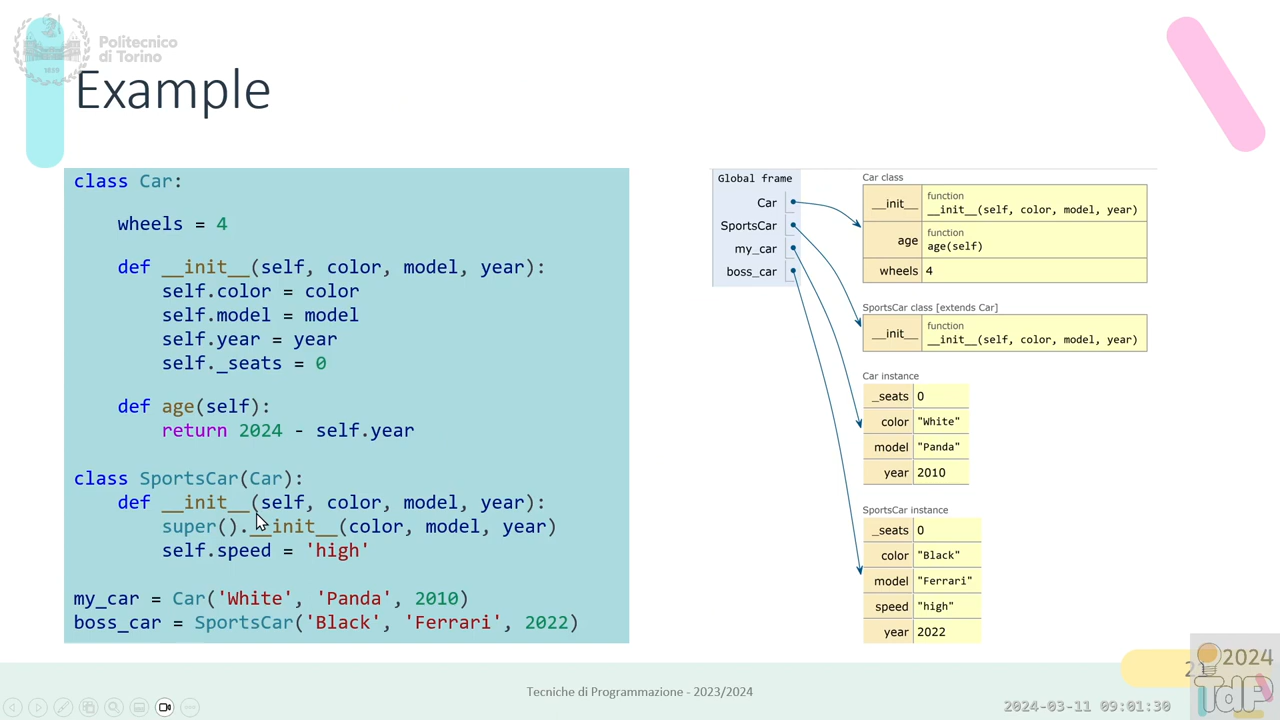 Politecnico
di Torino
1859
Example
class Car:
wheels = 4
def __init__(self, color, model, year):
self.color = color
self.model = model
self.year = year
self._seats = 0
def age(self):
return 2024 - self.year
class SportsCar(Car):
def __init__(self, color, model, year):
super().__init__(color, model, year)
self.speed = 'high'
my_car = Car('White', 'Panda', 2010)
boss_car = SportsCar('Black', 'Ferrari', 2022)
Global frame
Car
SportsCar
my_car
boss_car
Car class
__init__ function
__init__(self, color, model, year)
age function
age(self)
wheels 4
SportsCar class [extends Car]
__init__ function
__init__(self, color, model, year)
Car instance
_seats 0
color "White"
model "Panda"
year 2010
SportsCar instance
_seats 0
color "Black"
model "Ferrari"
speed "high"
year 2022
Tecniche di Programmazione - 2023/2024
2024-03-11 09:01:30
2024
TdP